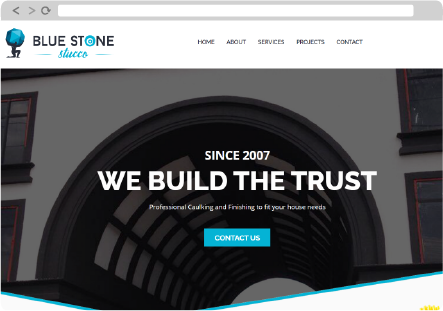 BLUE STONE
stucco
HOME ABOUT SERVICES PROJECTS CONTACT
SINCE 2007
WE BUILD THE TRUST
Professional Caulking and Finishing to fit your house needs
CONTACT US